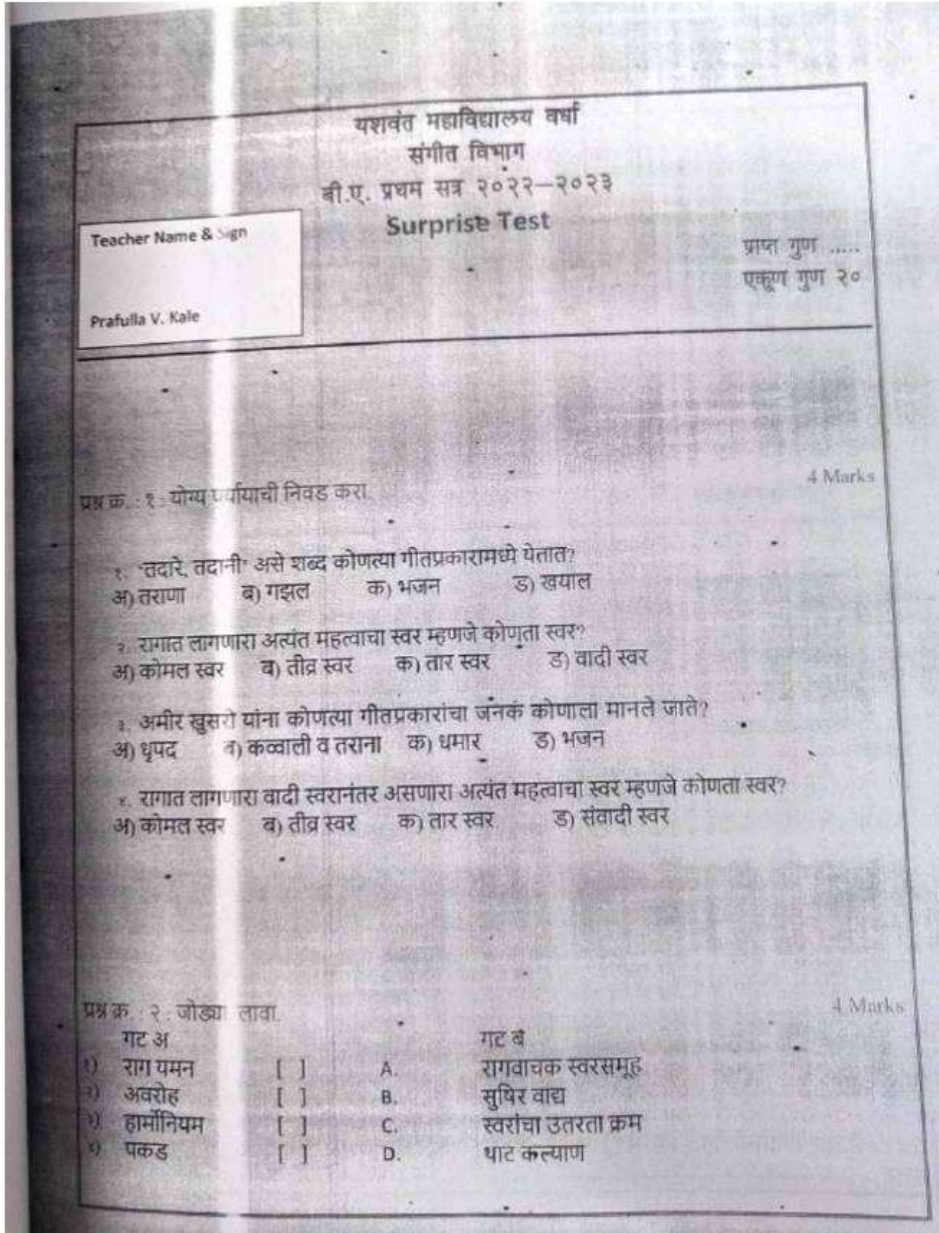 यशवंत महाविद्यालय वर्धा
संगीत विभाग
बी.ए. प्रथम सत्र २०२२–२०२३
Surprise Test
Teacher Name & Sign
Prafulla V. Kale
प्राप्त गुण .....
एकूण गुण २०
प्रश्न क्र. : १ : योग्य पर्यायाची निवड करा. 4 Marks
१. 'तदारे, तदानी' असे शब्द कोणत्या गीतप्रकारामध्ये येतात?
अ) तराणा ब) गझल क) भजन ड) खयाल
२. रागात लागणारा अत्यंत महत्वाचा स्वर म्हणजे कोणता स्वर?
अ) कोमल स्वर ब) तीव्र स्वर क) तार स्वर ड) वादी स्वर
३. अमीर खुसरो यांना कोणत्या गीतप्रकारांचा जनक कोणाला मानले जाते?
अ) धृपद ब) कव्वाली व तराना क) धमार ड) भजन
४. रागात लागणारा वादी स्वरानंतर असणारा अत्यंत महत्वाचा स्वर म्हणजे कोणता स्वर?
अ) कोमल स्वर ब) तीव्र स्वर क) तार स्वर ड) संवादी स्वर
प्रश्न क्र. : २ : जोड्या लावा. 4 Marks
गट अ गट ब
१) राग यमन [ ] A. रागवाचक स्वरसमूह
२) अवरोह [ ] B. सुषिर वाद्य
३) हार्मोनियम [ ] C. स्वरांचा उतरता क्रम
४) पकड [ ] D. थाट कल्याण